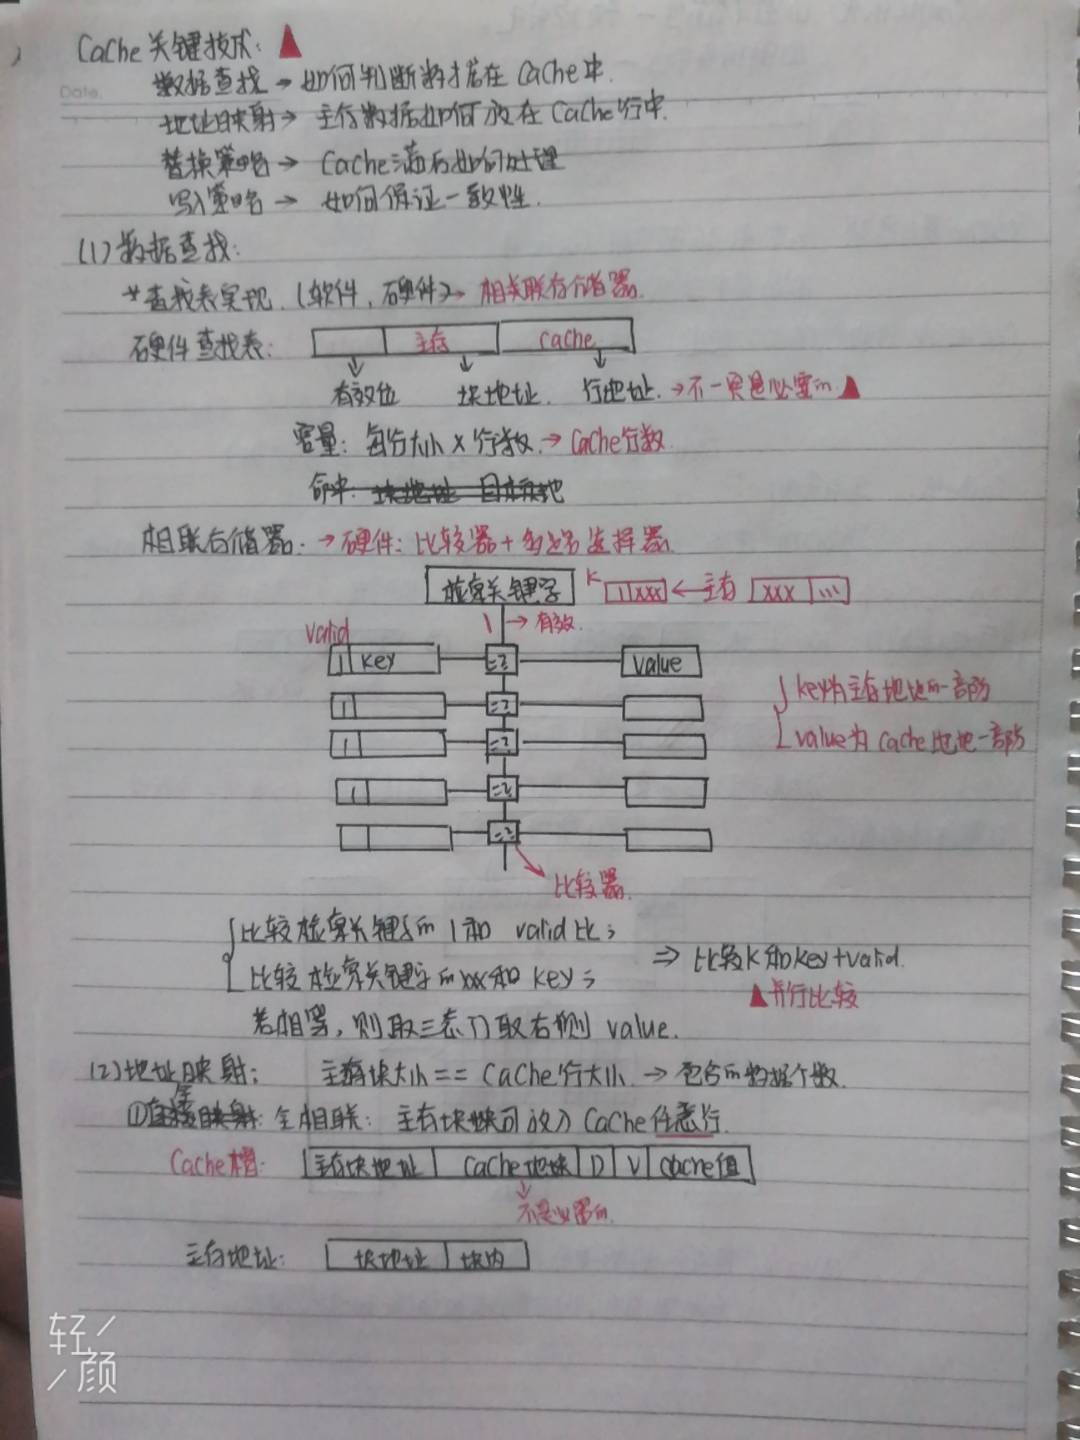 Cache关键技术:
Date.
数据查找 → 如何判断数据在Cache中.
地址映射 → 主存数据如何放在Cache行中.
替换策略 → Cache满后如何处理
写入策略 → 如何保证一致性.
(1)数据查找:
查找表实现. (软件, 硬件) → 相关联存储器.
硬件查找表: 主存 cache
有效位 块地址. 行地址. → 不一定是必要的.
容量: 每行大小 × 行数. → Cache行数.
命中.
相联存储器. → 硬件: 比较器 + 多路选择器.
检索关键字 K 1 xxx ← 主存 xxx ...
1 → 有效.
valid
1 key =? value
1 =?
1 =?
1 =?
=?
key为主存地址的一部分
value为cache地址一部分
比较器.
比较检索关键字的1和 valid比;
比较检索关键字的xxx和key;
⇒ 比较K和key+valid.
并行比较
若相等, 则取三态门取右侧 value.
(2)地址映射: 主存块大小 == Cache行大小. → 包含的数据个数.
① 全相联: 主存块可放入Cache任意行.
Cache槽: 主存块地址 Cache地址 D V cache值
不是必要的.
主存地址: 块地址 块内
轻颜